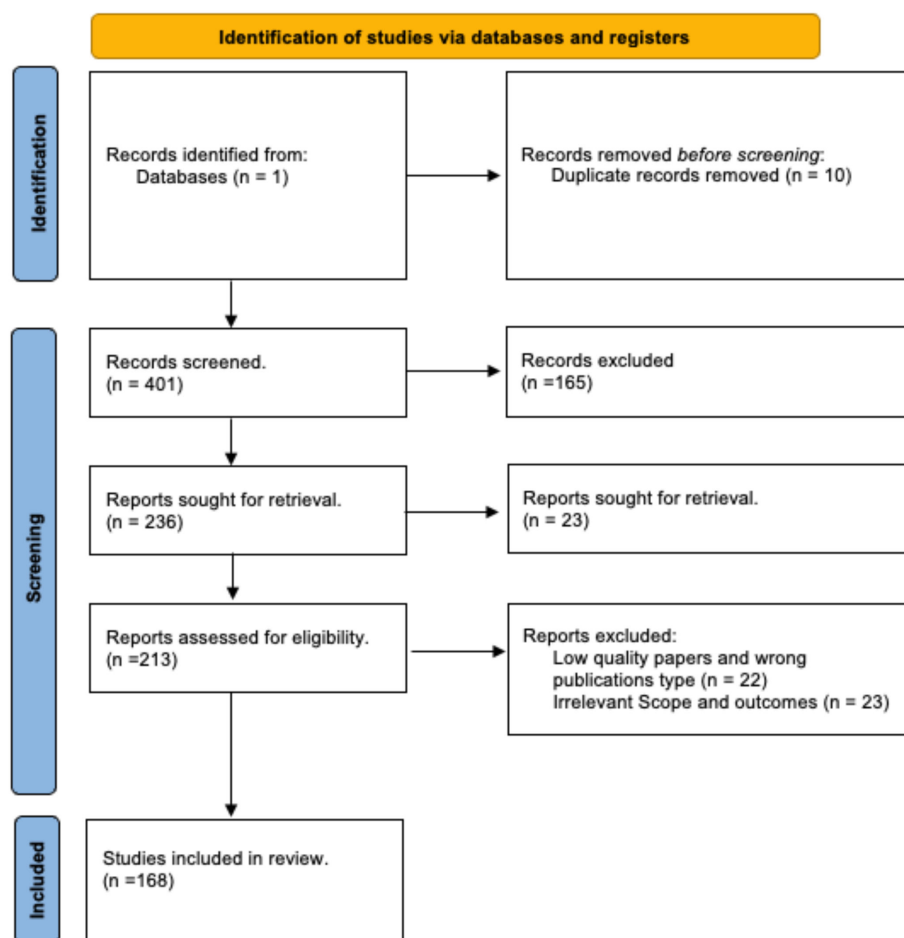 Identification of studies via databases and registers
Identification
Records identified from:
Databases (n = 1)
Records removed before screening:
Duplicate records removed (n = 10)
Screening
Records screened.
(n = 401)
Records excluded
(n =165)
Reports sought for retrieval.
(n = 236)
Reports sought for retrieval.
(n = 23)
Reports assessed for eligibility.
(n =213)
Reports excluded:
Low quality papers and wrong
publications type (n = 22)
Irrelevant Scope and outcomes (n = 23)
Included
Studies included in review.
(n =168)